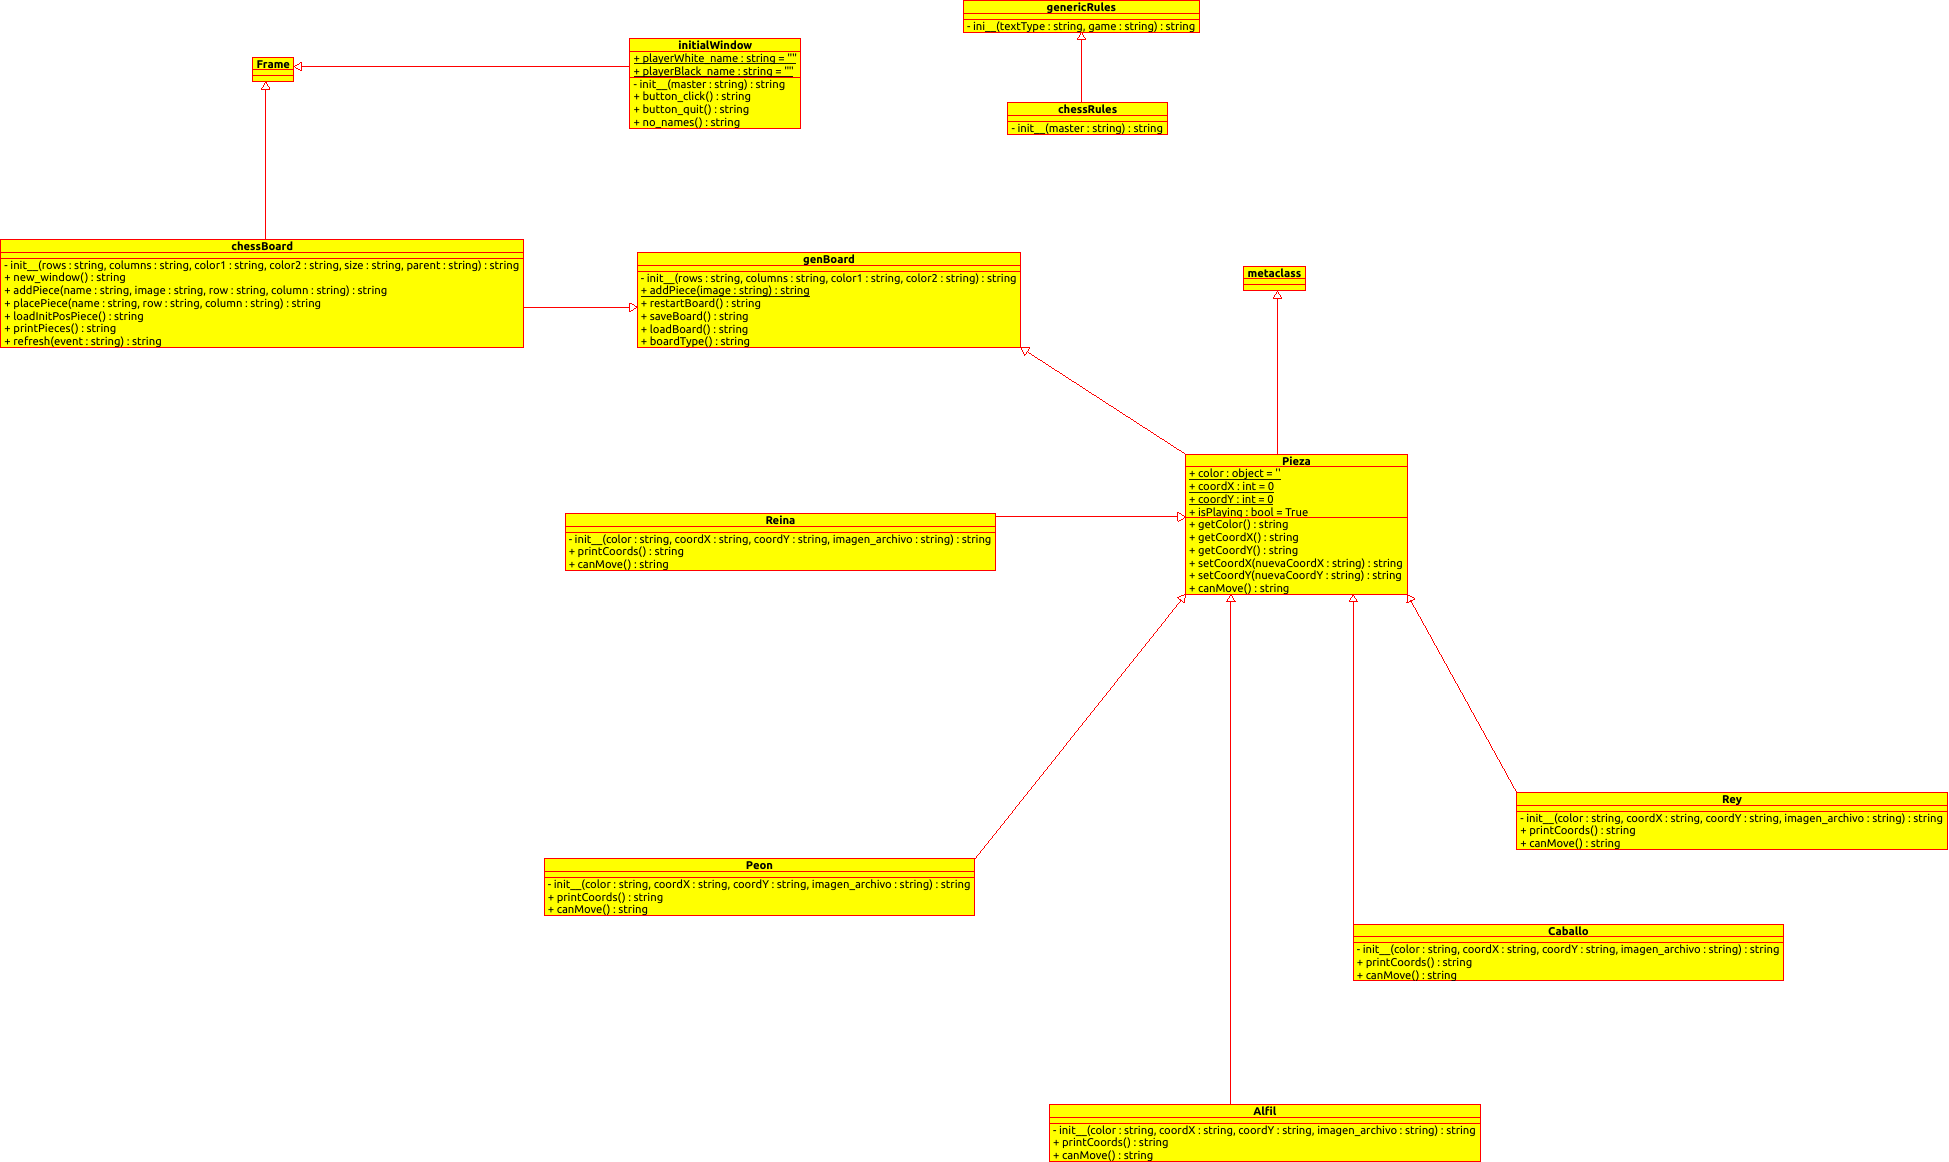 genericRules
- ini__(textType : string, game : string) : string
initialWindow
+ playerWhite_name : string = ""
+ playerBlack_name : string = ""
- init__(master : string) : string
+ button_click() : string
+ button_quit() : string
+ no_names() : string
Frame
chessRules
- init__(master : string) : string
chessBoard
- init__(rows : string, columns : string, color1 : string, color2 : string, size : string, parent : string) : string
+ new_window() : string
+ addPiece(name : string, image : string, row : string, column : string) : string
+ placePiece(name : string, row : string, column : string) : string
+ loadInitPosPiece() : string
+ printPieces() : string
+ refresh(event : string) : string
genBoard
- init__(rows : string, columns : string, color1 : string, color2 : string) : string
+ addPiece(image : string) : string
+ restartBoard() : string
+ saveBoard() : string
+ loadBoard() : string
+ boardType() : string
metaclass
Pieza
+ color : object = ''
+ coordX : int = 0
+ coordY : int = 0
+ isPlaying : bool = True
+ getColor() : string
+ getCoordX() : string
+ getCoordY() : string
+ setCoordX(nuevaCoordX : string) : string
+ setCoordY(nuevaCoordY : string) : string
+ canMove() : string
Reina
- init__(color : string, coordX : string, coordY : string, imagen_archivo : string) : string
+ printCoords() : string
+ canMove() : string
Rey
- init__(color : string, coordX : string, coordY : string, imagen_archivo : string) : string
+ printCoords() : string
+ canMove() : string
Peon
- init__(color : string, coordX : string, coordY : string, imagen_archivo : string) : string
+ printCoords() : string
+ canMove() : string
Caballo
- init__(color : string, coordX : string, coordY : string, imagen_archivo : string) : string
+ printCoords() : string
+ canMove() : string
Alfil
- init__(color : string, coordX : string, coordY : string, imagen_archivo : string) : string
+ printCoords() : string
+ canMove() : string